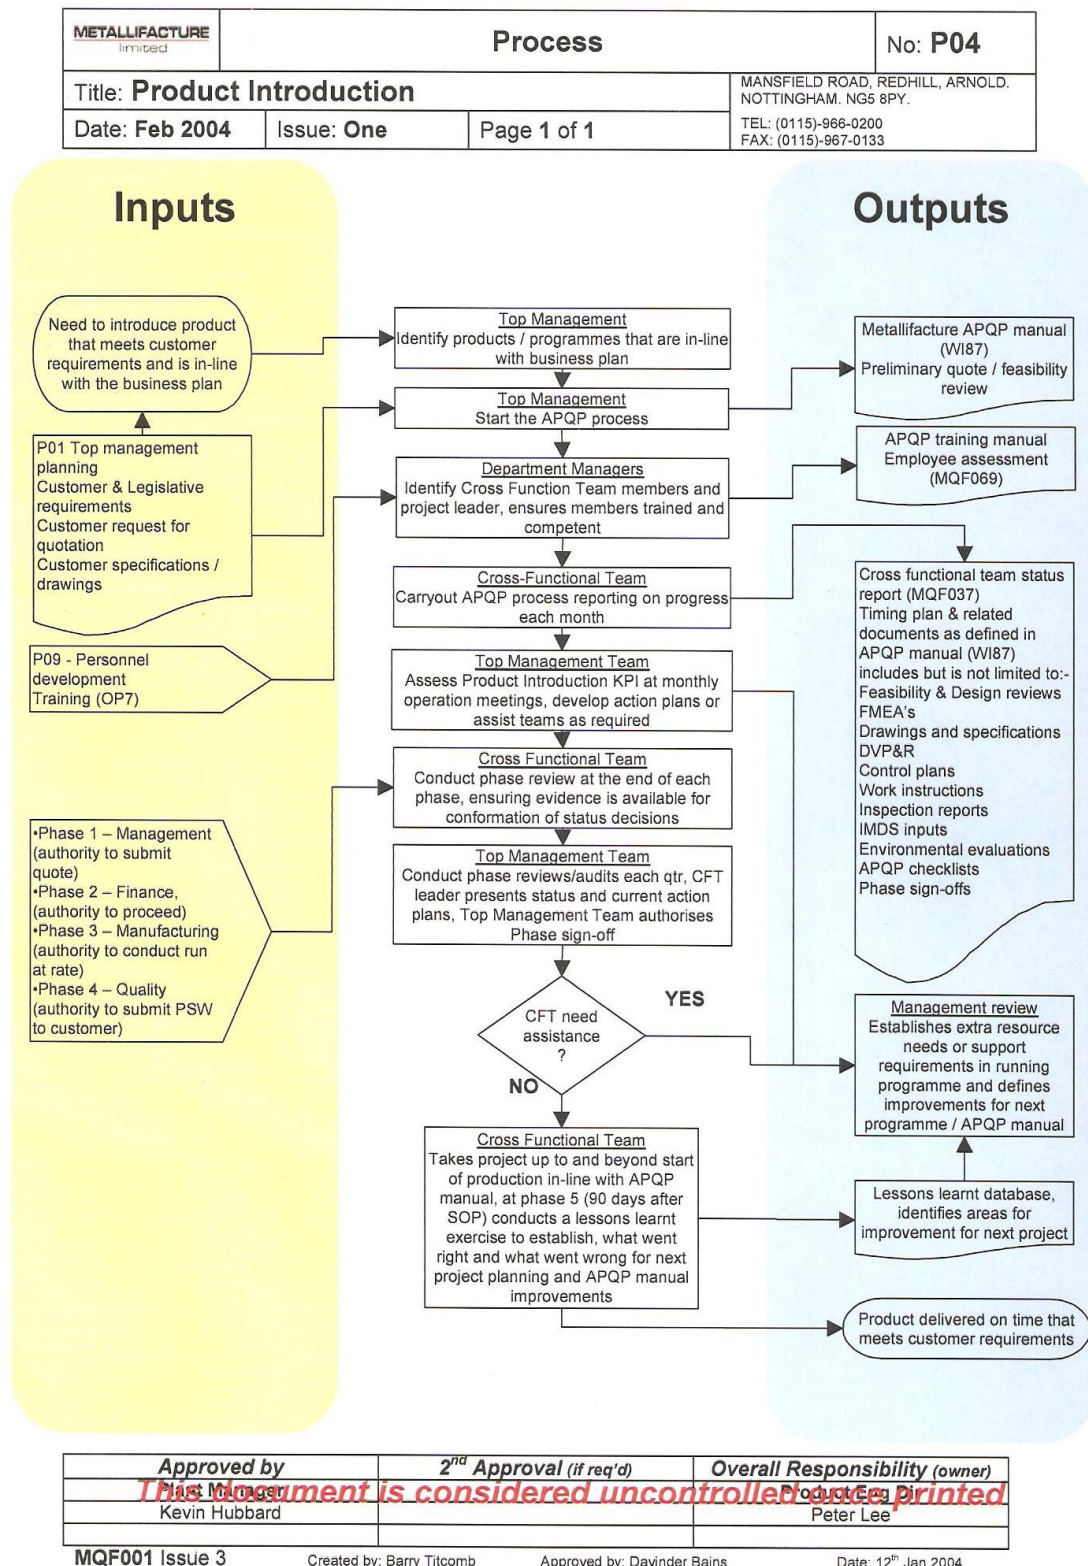 METALLIFACTURE
limited
Process
No: P04
Title: Product Introduction
MANSFIELD ROAD, REDHILL, ARNOLD.
NOTTINGHAM. NG5 8PY.
Date: Feb 2004
Issue: One
Page 1 of 1
TEL: (0115)-966-0200
FAX: (0115)-967-0133
Inputs
Outputs
Need to introduce product
that meets customer
requirements and is in-line
with the business plan
P01 Top management
planning
Customer & Legislative
requirements
Customer request for
quotation
Customer specifications /
drawings
P09 - Personnel
development
Training (OP7)
•Phase 1 – Management
(authority to submit
quote)
•Phase 2 – Finance,
(authority to proceed)
•Phase 3 – Manufacturing
(authority to conduct run
at rate)
•Phase 4 – Quality
(authority to submit PSW
to customer)
Top Management
Identify products / programmes that are in-line
with business plan
Top Management
Start the APQP process
Department Managers
Identify Cross Function Team members and
project leader, ensures members trained and
competent
Cross-Functional Team
Carryout APQP process reporting on progress
each month
Top Management Team
Assess Product Introduction KPI at monthly
operation meetings, develop action plans or
assist teams as required
Cross Functional Team
Conduct phase review at the end of each
phase, ensuring evidence is available for
conformation of status decisions
Top Management Team
Conduct phase reviews/audits each qtr, CFT
leader presents status and current action
plans, Top Management Team authorises
Phase sign-off
CFT need
assistance
?
YES
NO
Cross Functional Team
Takes project up to and beyond start
of production in-line with APQP
manual, at phase 5 (90 days after
SOP) conducts a lessons learnt
exercise to establish, what went
right and what went wrong for next
project planning and APQP manual
improvements
Metallifacture APQP manual
(WI87)
Preliminary quote / feasibility
review
APQP training manual
Employee assessment
(MQF069)
Cross functional team status
report (MQF037)
Timing plan & related
documents as defined in
APQP manual (WI87)
includes but is not limited to:-
Feasibility & Design reviews
FMEA's
Drawings and specifications
DVP&R
Control plans
Work instructions
Inspection reports
IMDS inputs
Environmental evaluations
APQP checklists
Phase sign-offs
Management review
Establishes extra resource
needs or support
requirements in running
programme and defines
improvements for next
programme / APQP manual
Lessons learnt database,
identifies areas for
improvement for next project
Product delivered on time that
meets customer requirements
Approved by
2nd Approval (if req'd)
Overall Responsibility (owner)
Plant Manager
Product Eng Dir
This document is considered uncontrolled once printed
Kevin Hubbard
Peter Lee
MQF001 Issue 3
Created by: Barry Titcomb
Approved by: Davinder Bains
Date: 12th Jan 2004